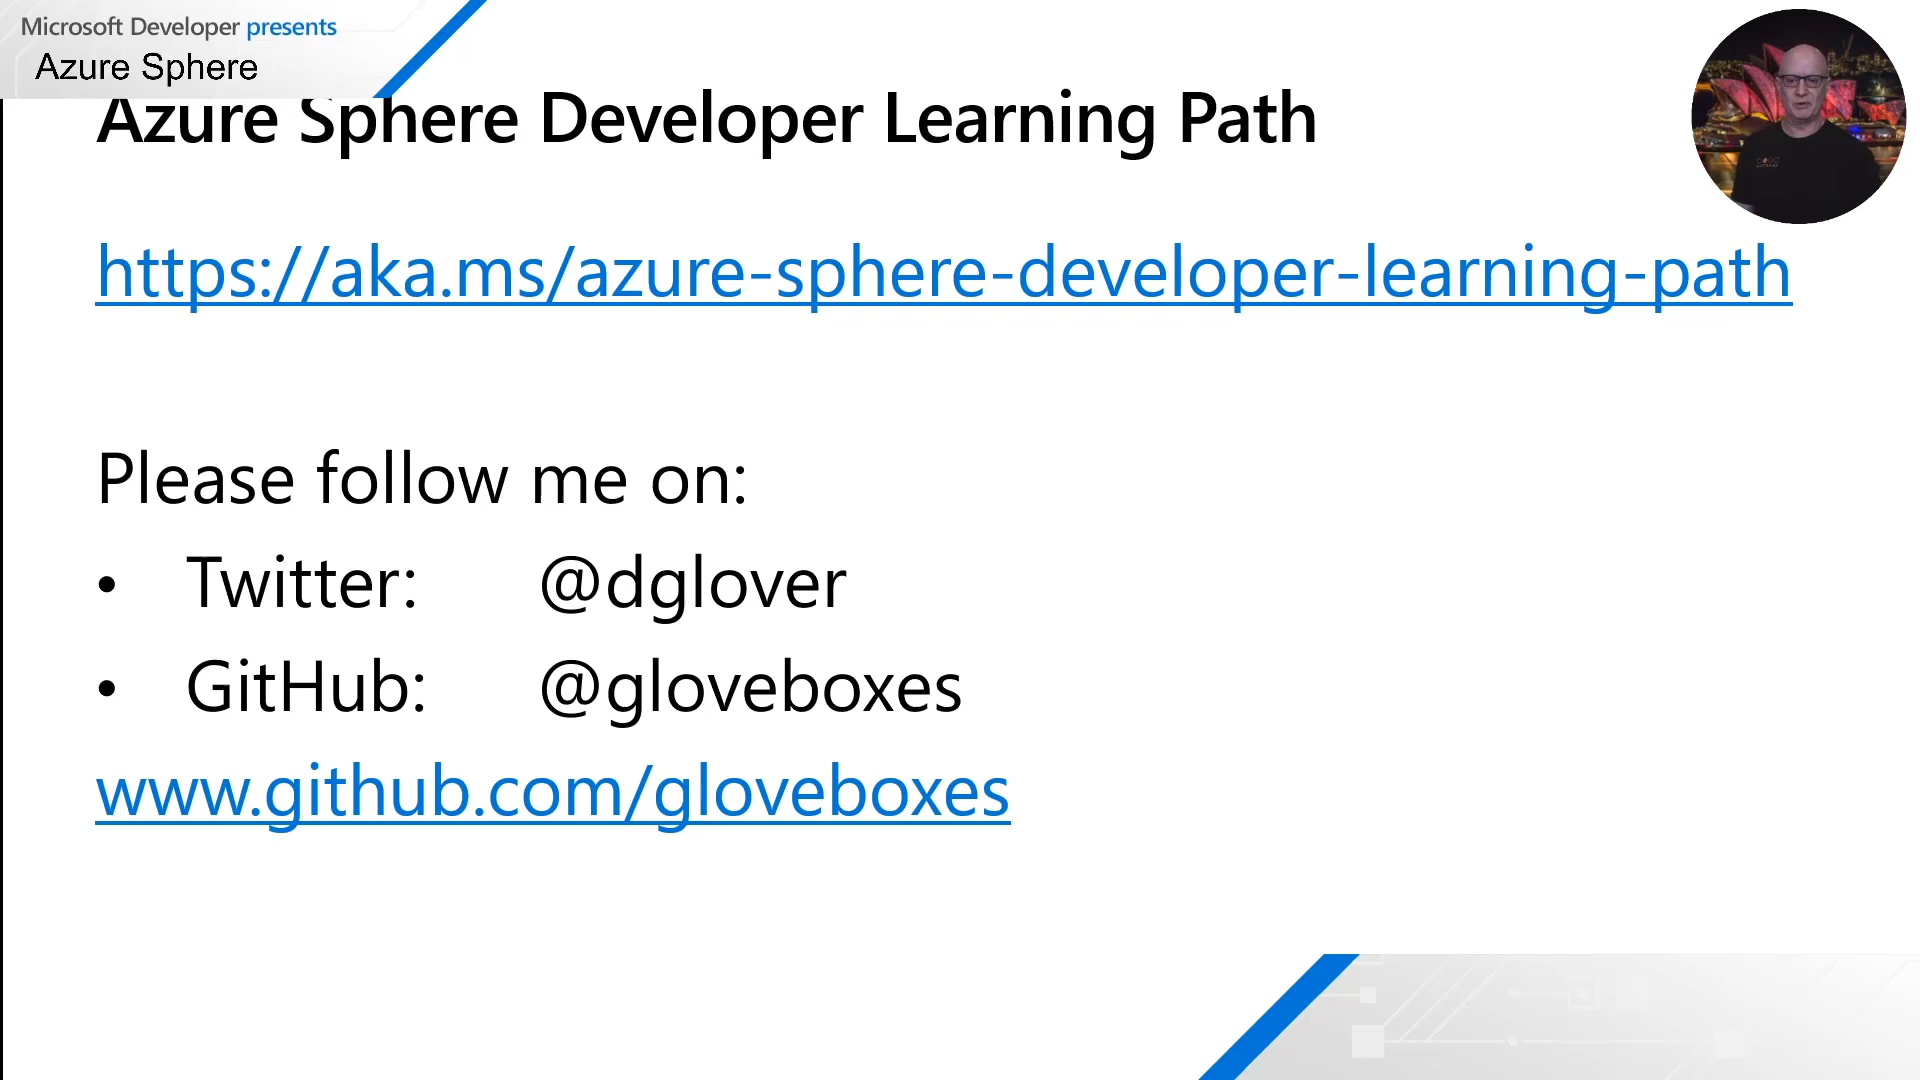 Microsoft Developer presents
Azure Sphere
Azure Sphere Developer Learning Path
https://aka.ms/azure-sphere-developer-learning-path
Please follow me on:
• Twitter: @dglover
• GitHub: @gloveboxes
www.github.com/gloveboxes